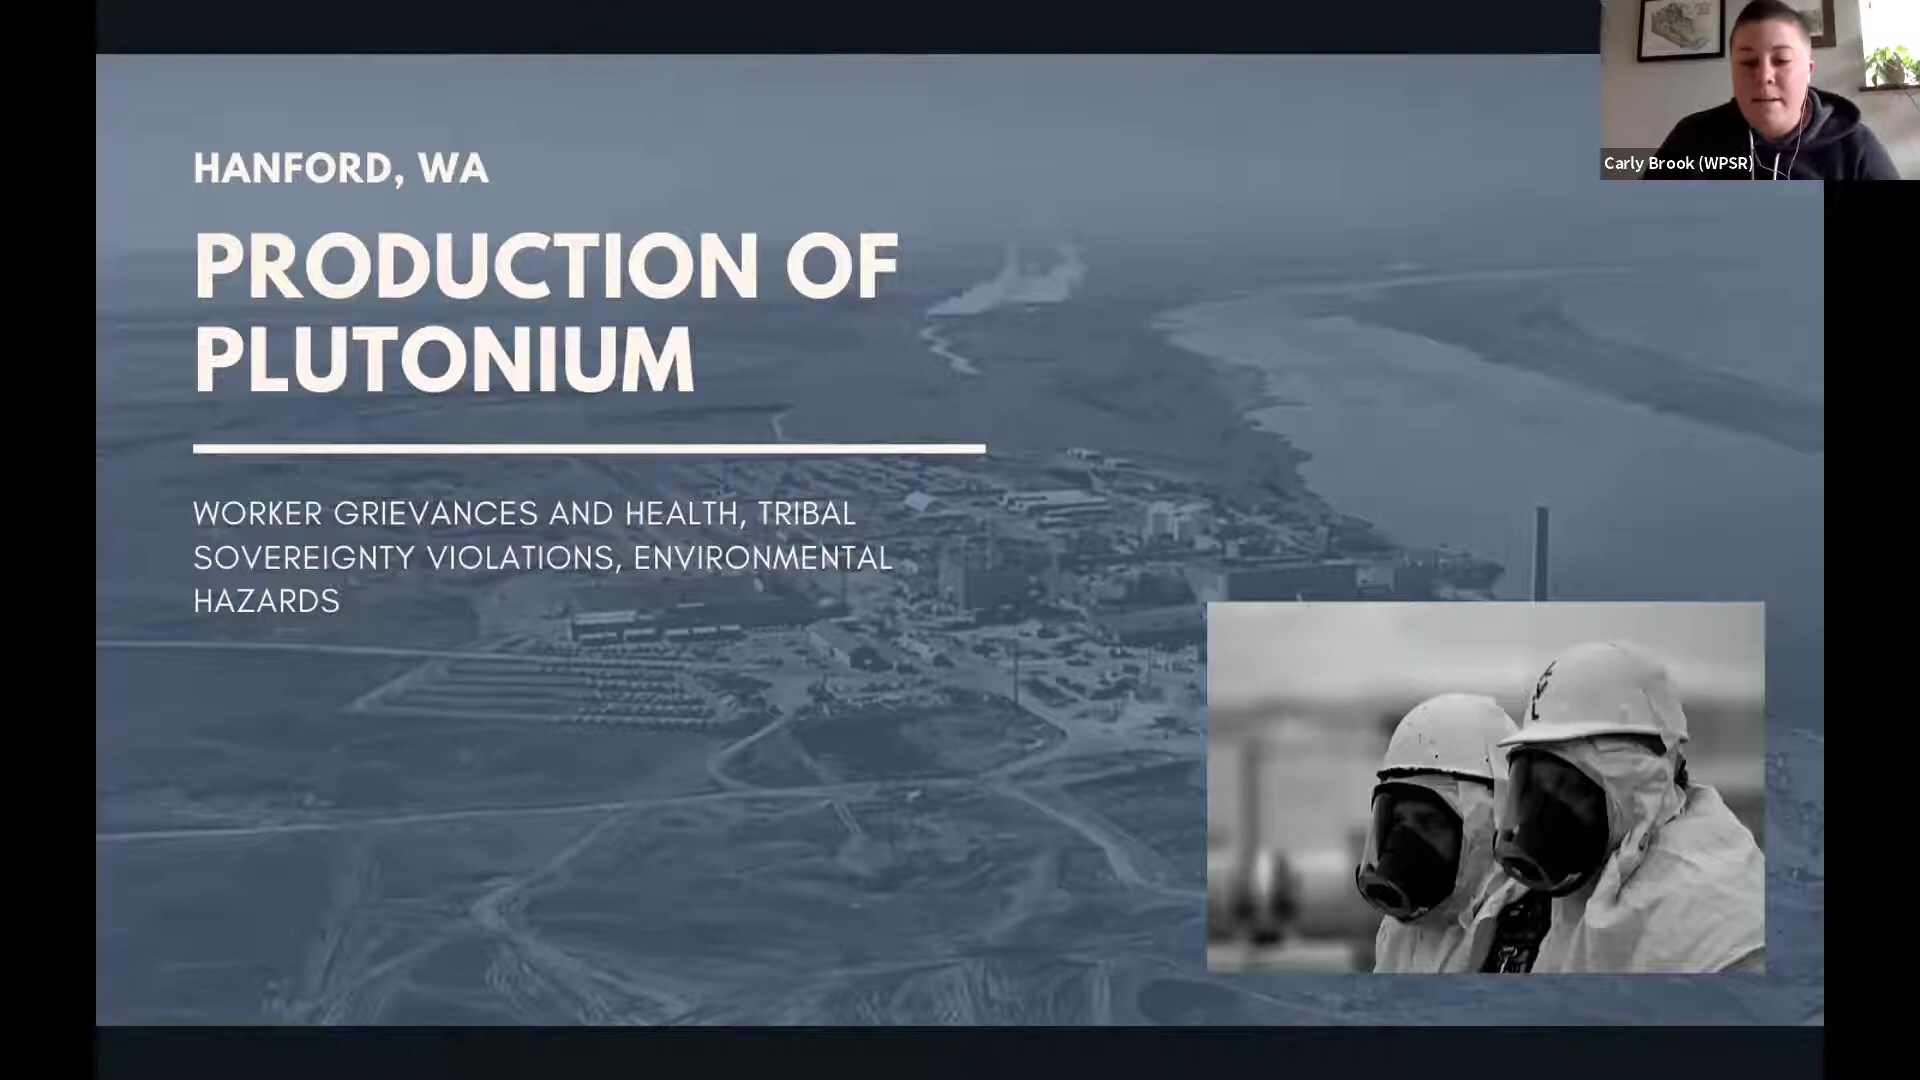 HANFORD, WA
PRODUCTION OF
PLUTONIUM
WORKER GRIEVANCES AND HEALTH, TRIBAL
SOVEREIGNTY VIOLATIONS, ENVIRONMENTAL
HAZARDS
Carly Brook (WPSR)